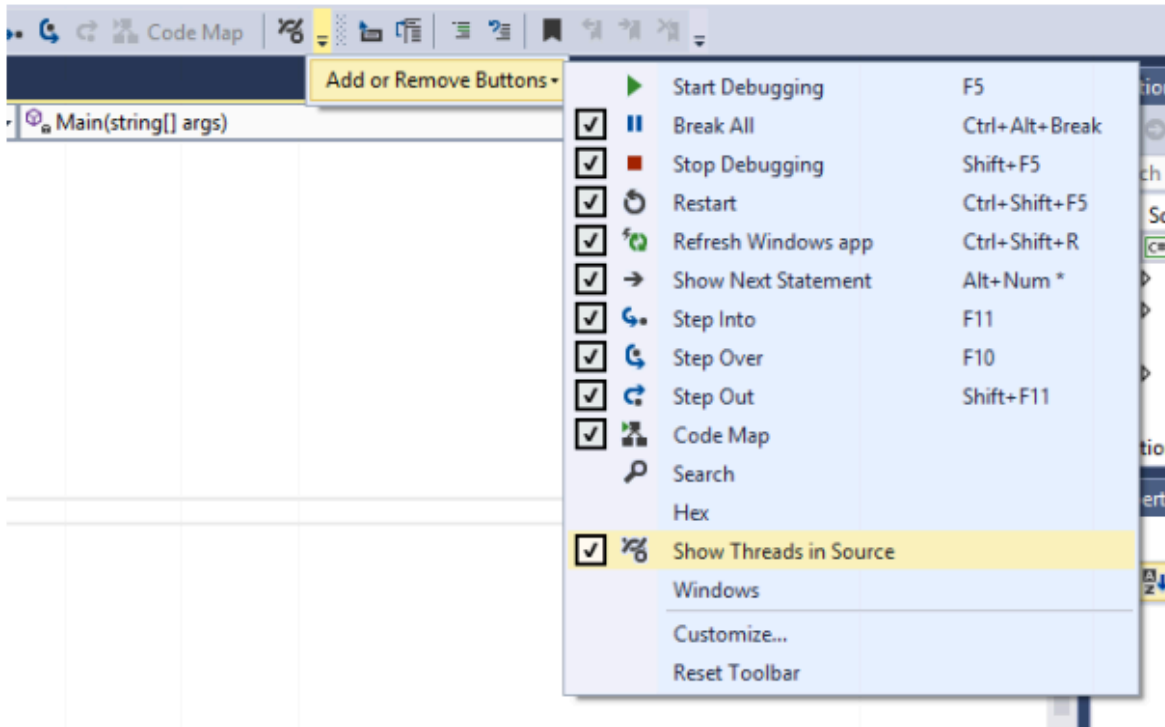 Code Map
Add or Remove Buttons
Main(string[] args)
Start Debugging F5
Break All Ctrl+Alt+Break
Stop Debugging Shift+F5
Restart Ctrl+Shift+F5
Refresh Windows app Ctrl+Shift+R
Show Next Statement Alt+Num *
Step Into F11
Step Over F10
Step Out Shift+F11
Code Map
Search
Hex
Show Threads in Source
Windows
Customize...
Reset Toolbar